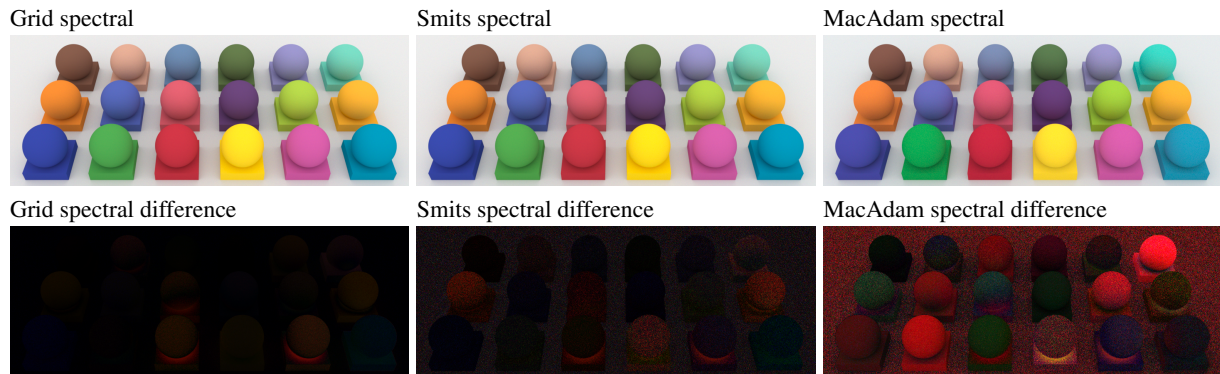 Grid spectral
Smits spectral
MacAdam spectral
Grid spectral difference
Smits spectral difference
MacAdam spectral difference